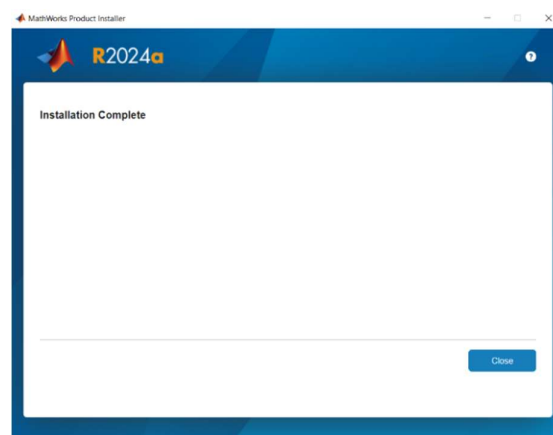 MathWorks Product Installer
R2024a
?
Installation Complete
Close